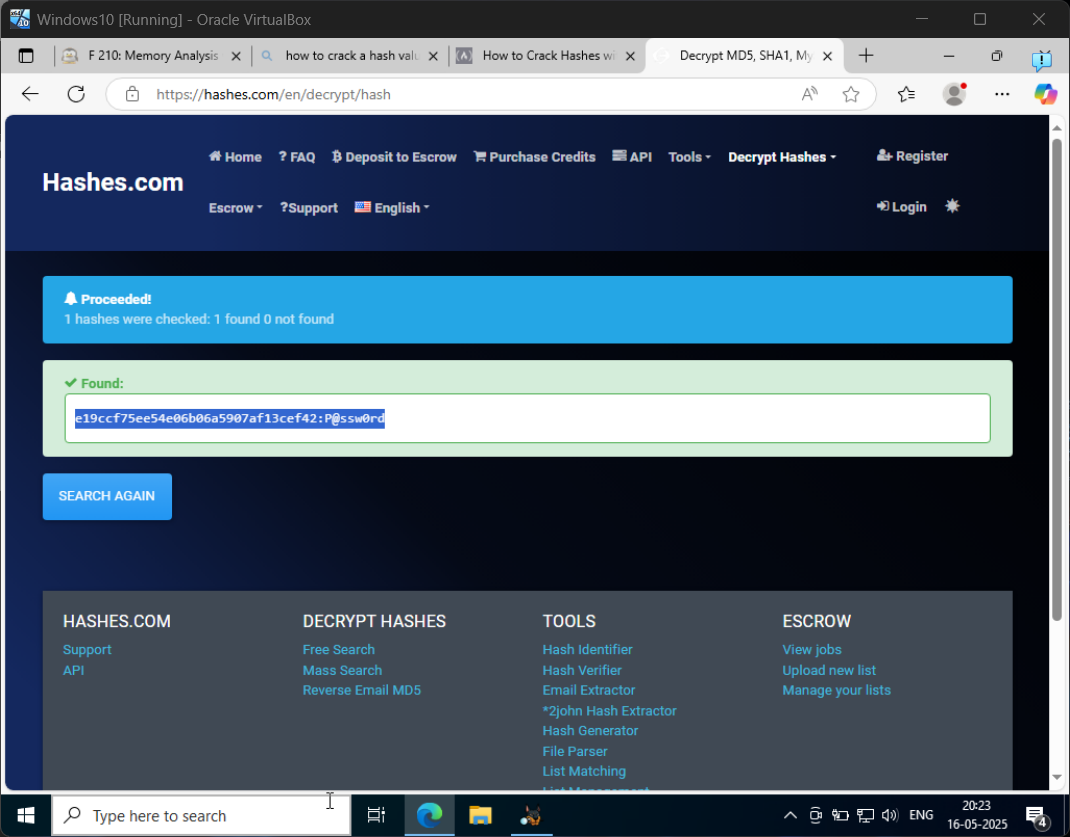 Windows10 [Running] - Oracle VirtualBox
F 210: Memory Analysis
how to crack a hash valu
How to Crack Hashes wi
Decrypt MD5, SHA1, My
https://hashes.com/en/decrypt/hash
Hashes.com
Home ? FAQ Deposit to Escrow Purchase Credits API Tools Decrypt Hashes Register
Escrow ?Support English Login
Proceeded!
1 hashes were checked: 1 found 0 not found
Found:
e19ccf75ee54e06b06a5907af13cef42:P@ssw0rd
SEARCH AGAIN
HASHES.COM
Support
API
DECRYPT HASHES
Free Search
Mass Search
Reverse Email MD5
TOOLS
Hash Identifier
Hash Verifier
Email Extractor
*2john Hash Extractor
Hash Generator
File Parser
List Matching
List Management
ESCROW
View jobs
Upload new list
Manage your lists
Type here to search
ENG
20:23
16-05-2025
4